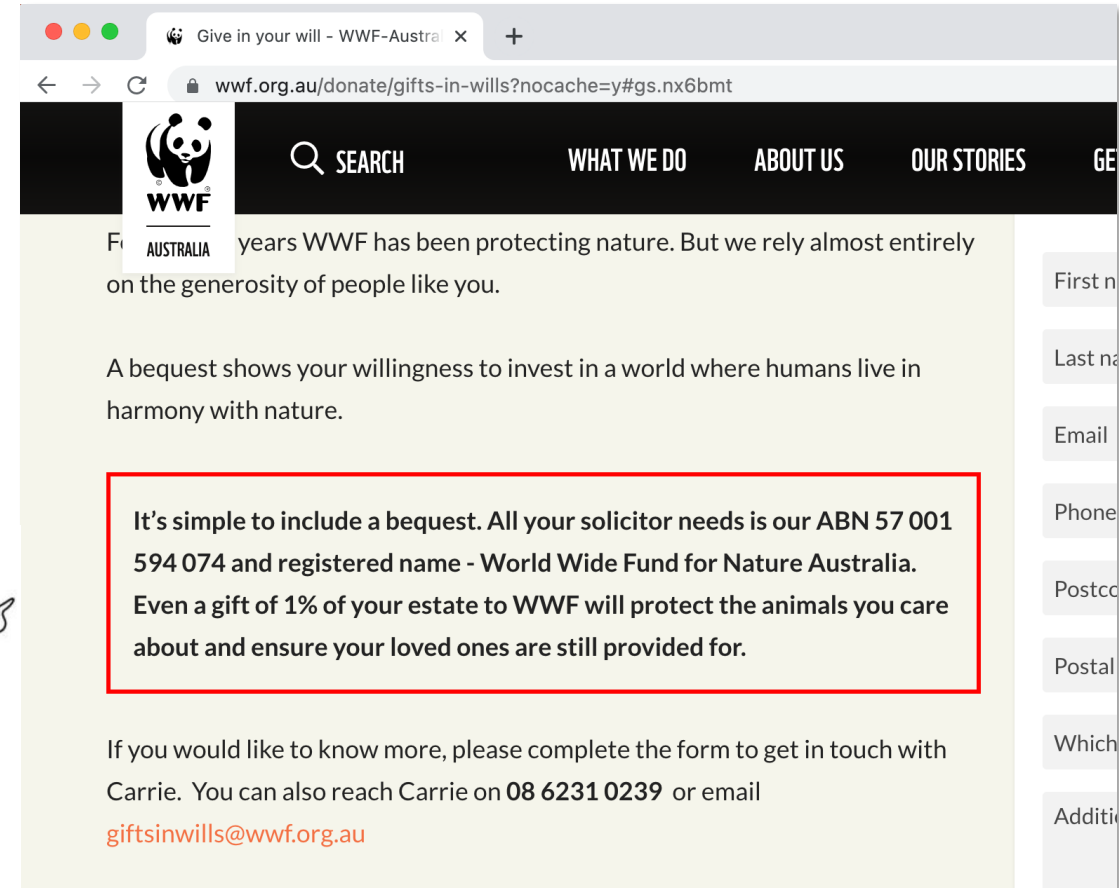 Give in your will - WWF-Austra
wwf.org.au/donate/gifts-in-wills?nocache=y#gs.nx6bmt
WWF
AUSTRALIA
SEARCH
WHAT WE DO
ABOUT US
OUR STORIES
GE
years WWF has been protecting nature. But we rely almost entirely
on the generosity of people like you.
A bequest shows your willingness to invest in a world where humans live in
harmony with nature.
It's simple to include a bequest. All your solicitor needs is our ABN 57 001
594 074 and registered name - World Wide Fund for Nature Australia.
Even a gift of 1% of your estate to WWF will protect the animals you care
about and ensure your loved ones are still provided for.
If you would like to know more, please complete the form to get in touch with
Carrie.  You can also reach Carrie on 08 6231 0239  or email
giftsinwills@wwf.org.au
First n
Last na
Email
Phone
Postco
Postal
Which
Additi